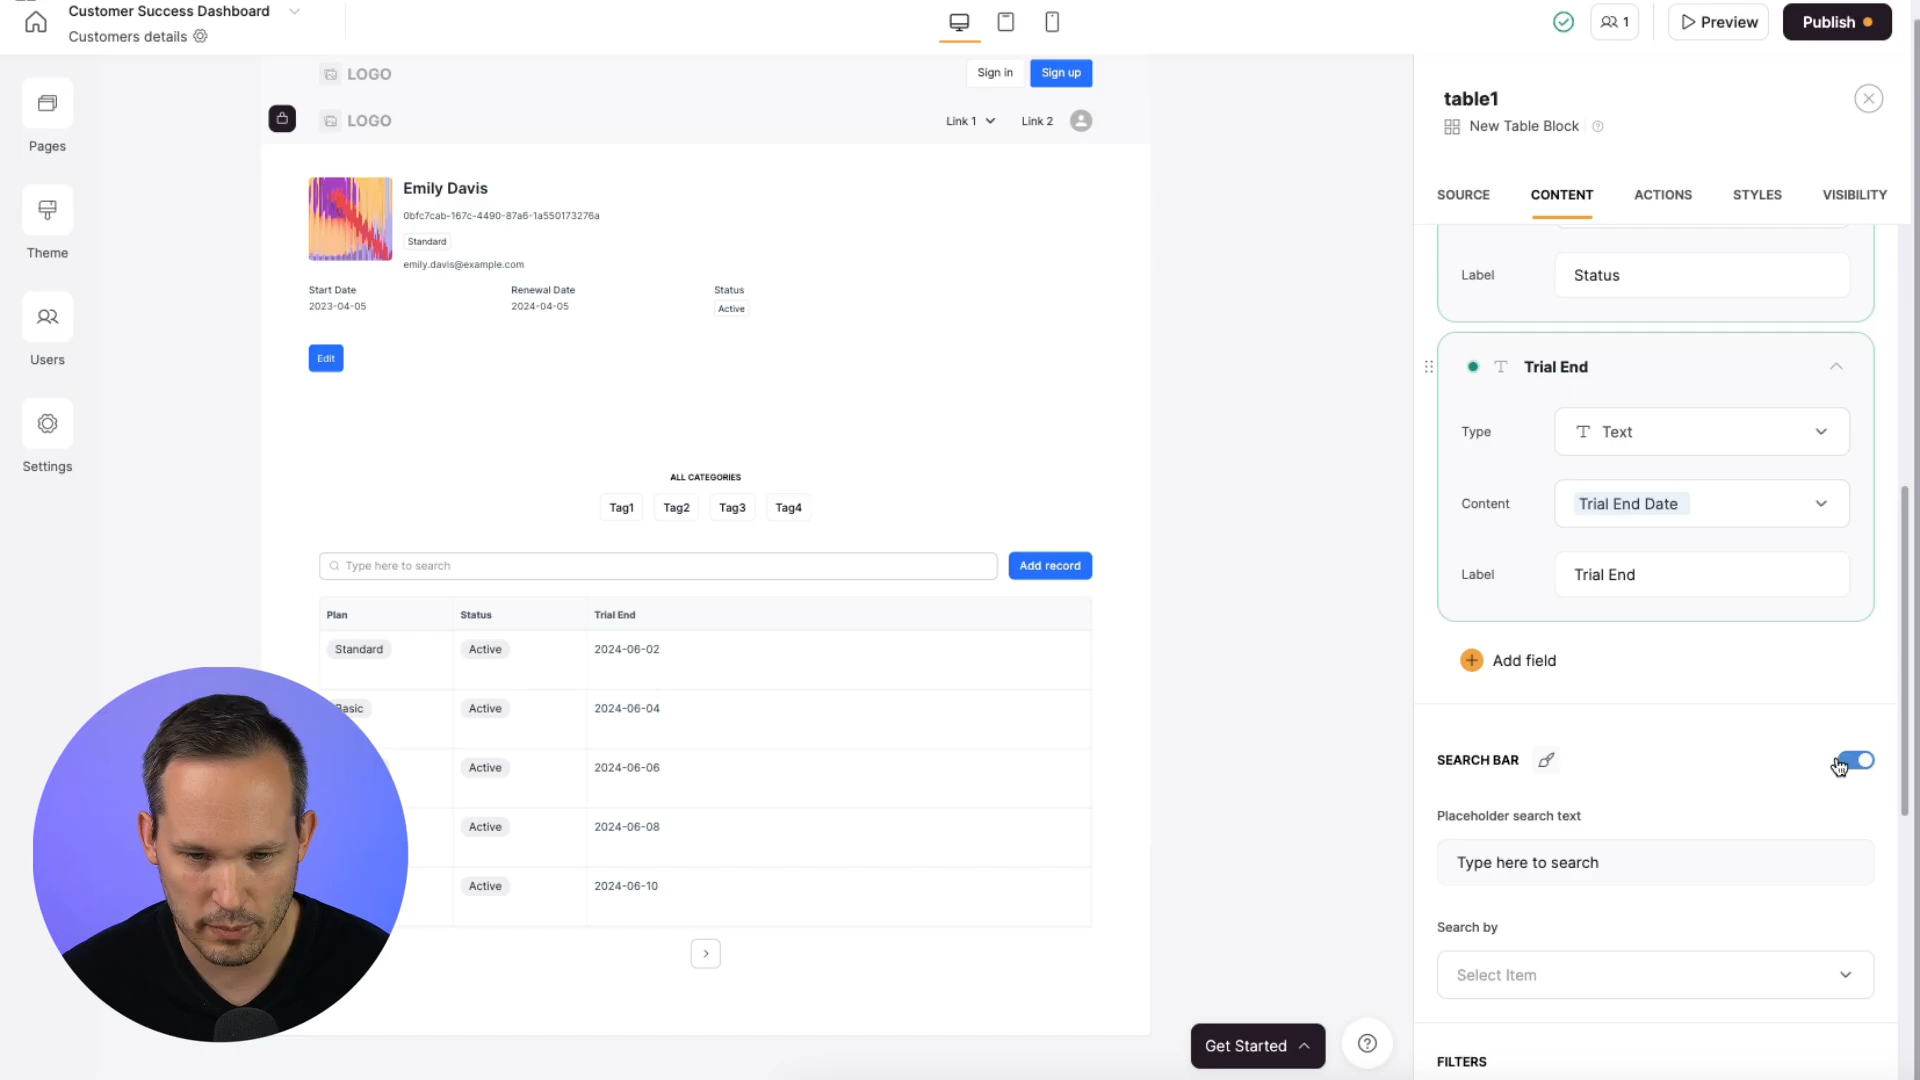 Customer Success Dashboard
Customers details
1
Preview
Publish
Pages
Theme
Users
Settings
LOGO
Sign in
Sign up
LOGO
Link 1
Link 2
Emily Davis
0bfc7cab-167c-4490-87a6-1a550173276a
Standard
emily.davis@example.com
Start Date
Renewal Date
Status
2023-04-05
2024-04-05
Active
Edit
ALL CATEGORIES
Tag1
Tag2
Tag3
Tag4
Type here to search
Add record
Plan
Status
Trial End
Standard
Active
2024-06-02
Basic
Active
2024-06-04
Active
2024-06-06
Active
2024-06-08
Active
2024-06-10
Get Started
table1
New Table Block
SOURCE
CONTENT
ACTIONS
STYLES
VISIBILITY
Label
Status
Trial End
Type
Text
Content
Trial End Date
Label
Trial End
Add field
SEARCH BAR
Placeholder search text
Type here to search
Search by
Select Item
FILTERS